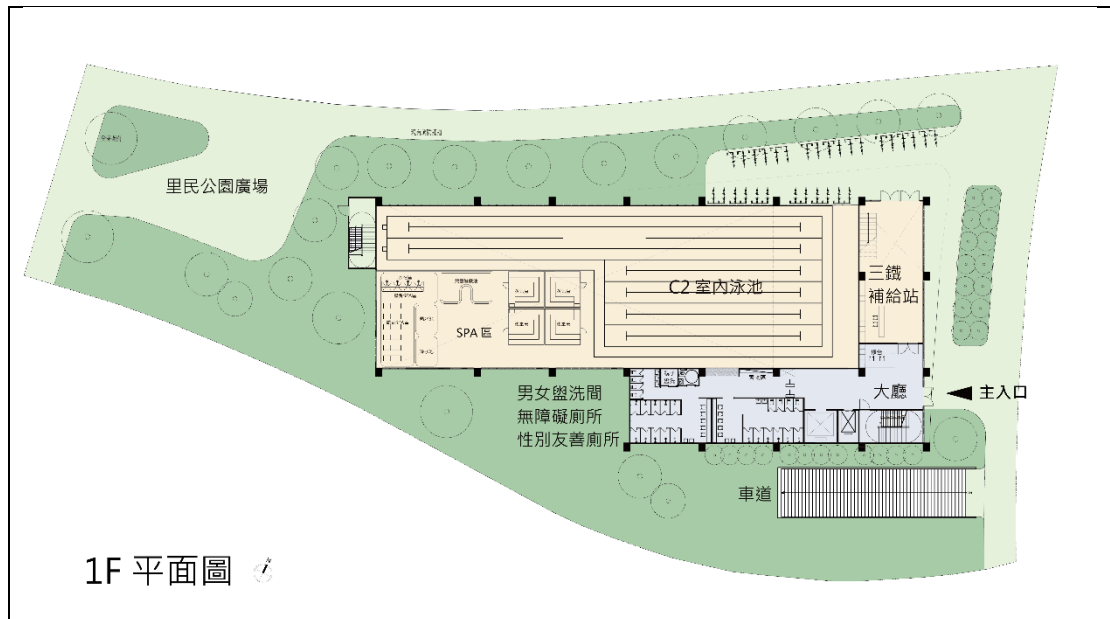 里民公園廣場
C2 室內泳池
三鐵
補給站
SPA 區
大廳
主入口
男女盥洗間
無障礙廁所
性別友善廁所
車道
1F 平面圖